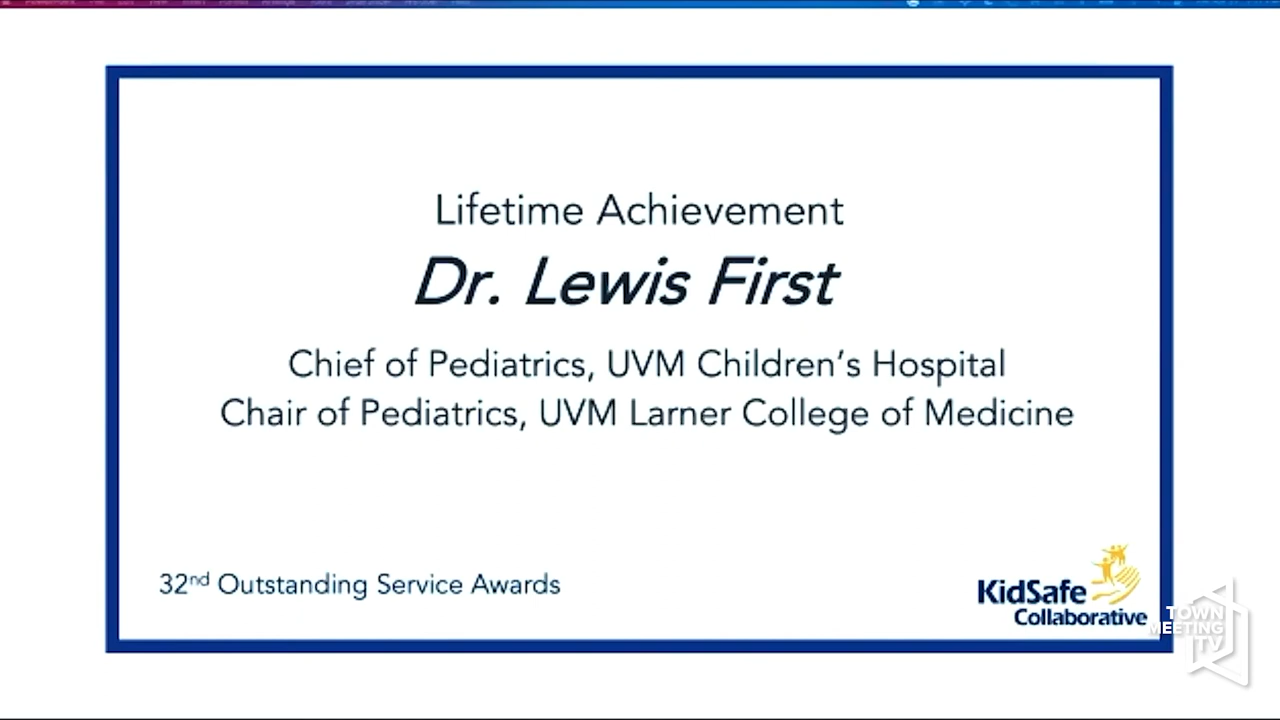 Lifetime Achievement
Dr. Lewis First
Chief of Pediatrics, UVM Children's Hospital
Chair of Pediatrics, UVM Larner College of Medicine
32nd Outstanding Service Awards
KidSafe
Collaborative
TOWN
MEETING
TV